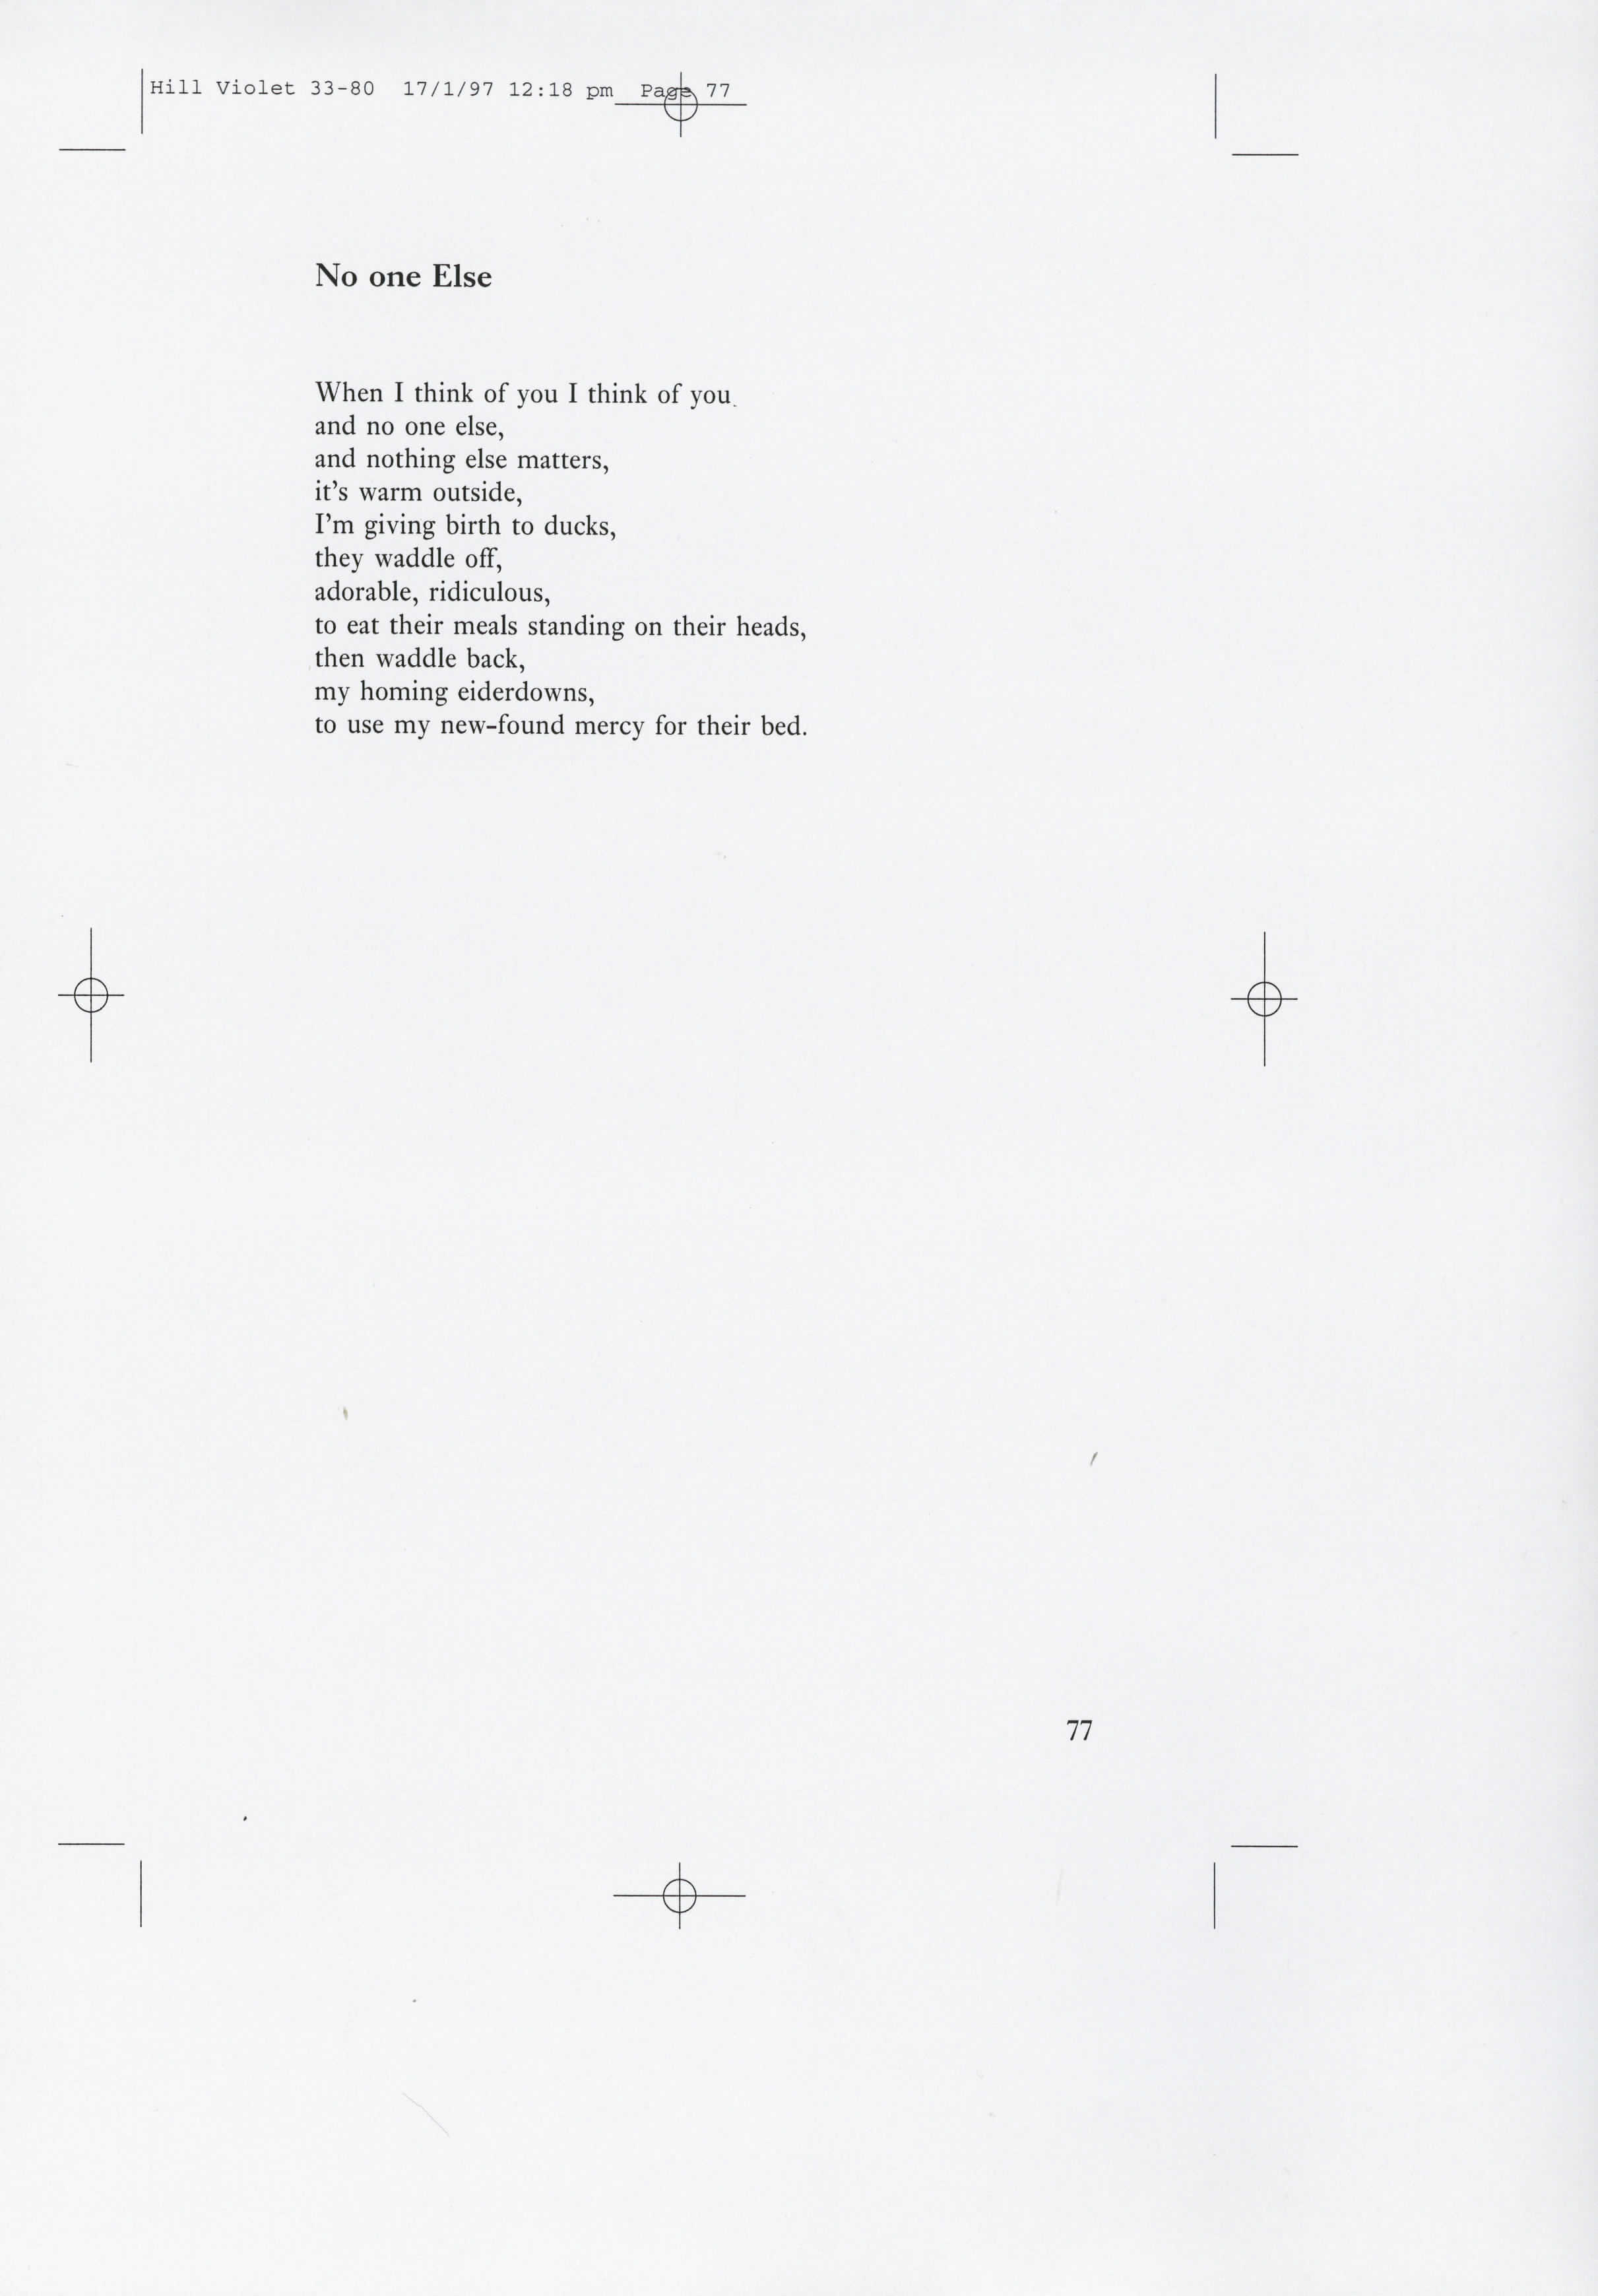 Hill Violet 33-80 17/1/97 12:18 pm Page 77
No one Else
When I think of you I think of you
and no one else,
and nothing else matters,
it's warm outside,
I'm giving birth to ducks,
they waddle off,
adorable, ridiculous,
to eat their meals standing on their heads,
then waddle back,
my homing eiderdowns,
to use my new-found mercy for their bed.
77